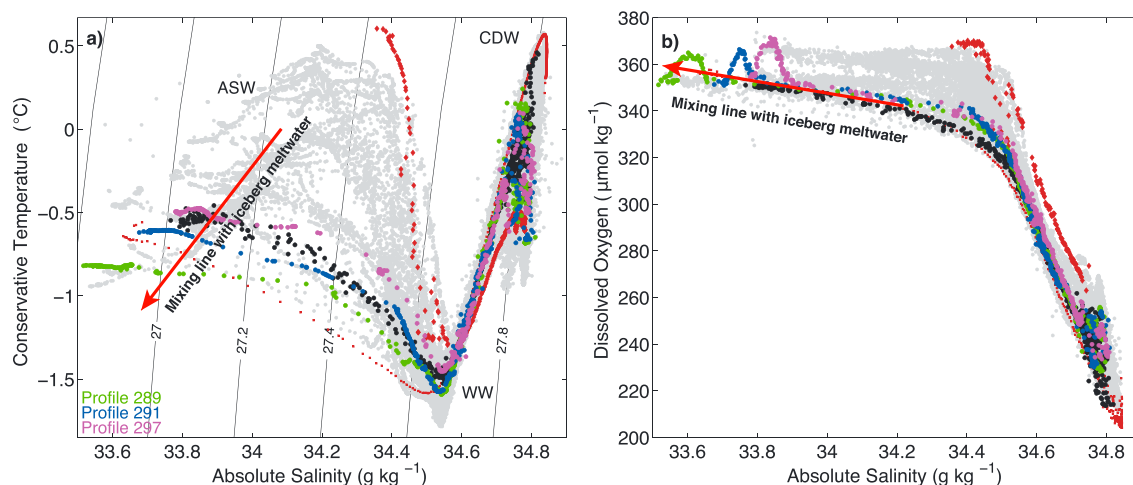 a)
CDW
ASW
Mixing line with iceberg meltwater
WW
27
27.2
27.4
27.8
Profile 289
Profile 291
Profile 297
0.5
0
−0.5
−1
−1.5
Conservative Temperature (°C)
33.6
33.8
34
34.2
34.4
34.6
34.8
Absolute Salinity (g kg −1)
b)
Mixing line with iceberg meltwater
380
360
340
320
300
280
260
240
220
200
Dissolved Oxygen (μmol kg−1)
33.6
33.8
34
34.2
34.4
34.6
34.8
Absolute Salinity (g kg −1)